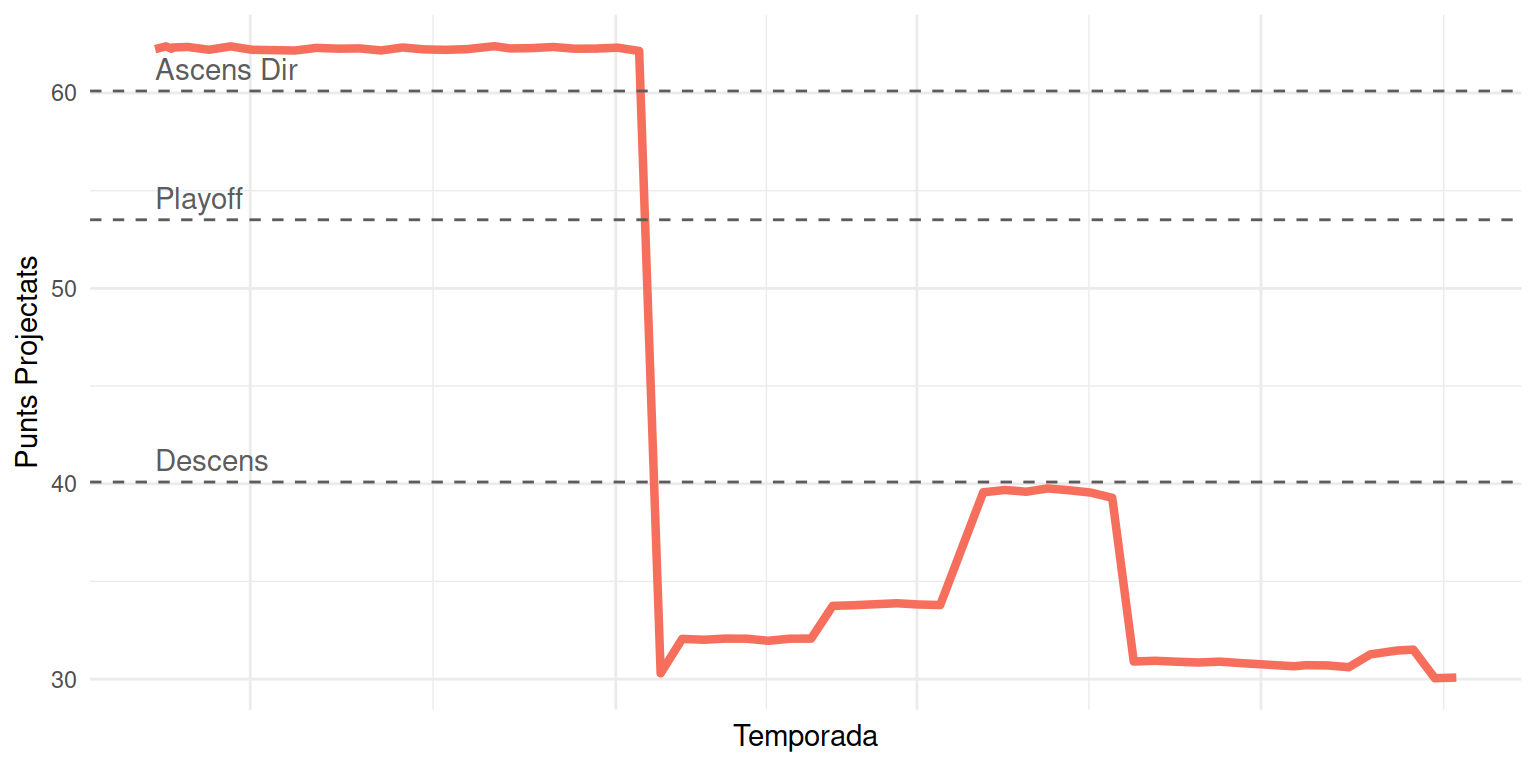 Ascens Dir
60
Playoff
50
Punts Projectats
Descens
40
30
Temporada